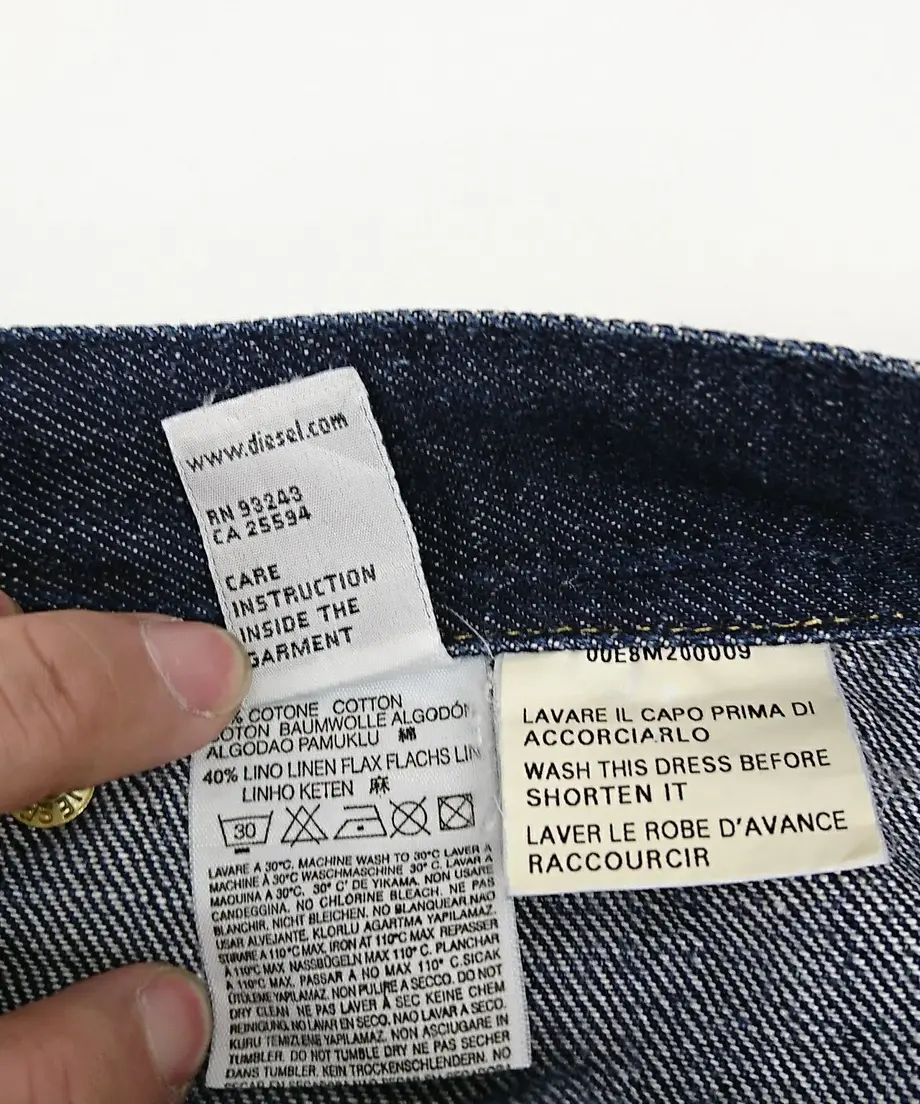 www.diesel.com
RN 93243
CA 25594
CARE
INSTRUCTION
INSIDE THE
GARMENT
% COTONE COTTON
OTON BAUMWOLLE ALGODÓN
ALGODAO PAMUKLU 綿
40% LINO LINEN FLAX FLACHS LIN
LINHO KETEN 麻
30
LAVARE A 30°C. MACHINE WASH TO 30°C LAVER A
MACHINE À 30°C WASCHMASCHINE 30° C. LAVAR A
MAQUINA A 30°C. 30° C' DE YIKAMA. NON USARE
CANDEGGINA. NO CHLORINE BLEACH. NE PAS
BLANCHIR. NICHT BLEICHEN. NO BLANQUEAR NAO
USAR ALVEJANTE. KLORLU AGARTMA YAPILAMAZ.
STIRARE A 110°C MAX. IRON AT 110°C MAX REPASSER
À 110°C MAX NASSBÜGELN MAX 110° C. PLANCHAR
A 110°C MAX. PASSAR A NO MAX 110° C. SICAK
ÜTÜLEME YAPILAMAZ. NON PULIRE A SECCO. DO NOT
DRY CLEAN NE PAS LAVER À SEC KEINE CHEM
REINIGUNG. NO LAVAR EN SECO. NAO LAVAR A SECO.
KURU TEMIZLEME YAPILAMAZ. NON ASCIUGARE IN
TUMBLER. DO NOT TUMBLE DRY NE PAS SECHER
DANS TUMBLER. KEIN TROCKENSCHLEUDERN. NO
00E8M200009
LAVARE IL CAPO PRIMA DI
ACCORCIARLO
WASH THIS DRESS BEFORE
SHORTEN IT
LAVER LE ROBE D'AVANCE
RACCOURCIR